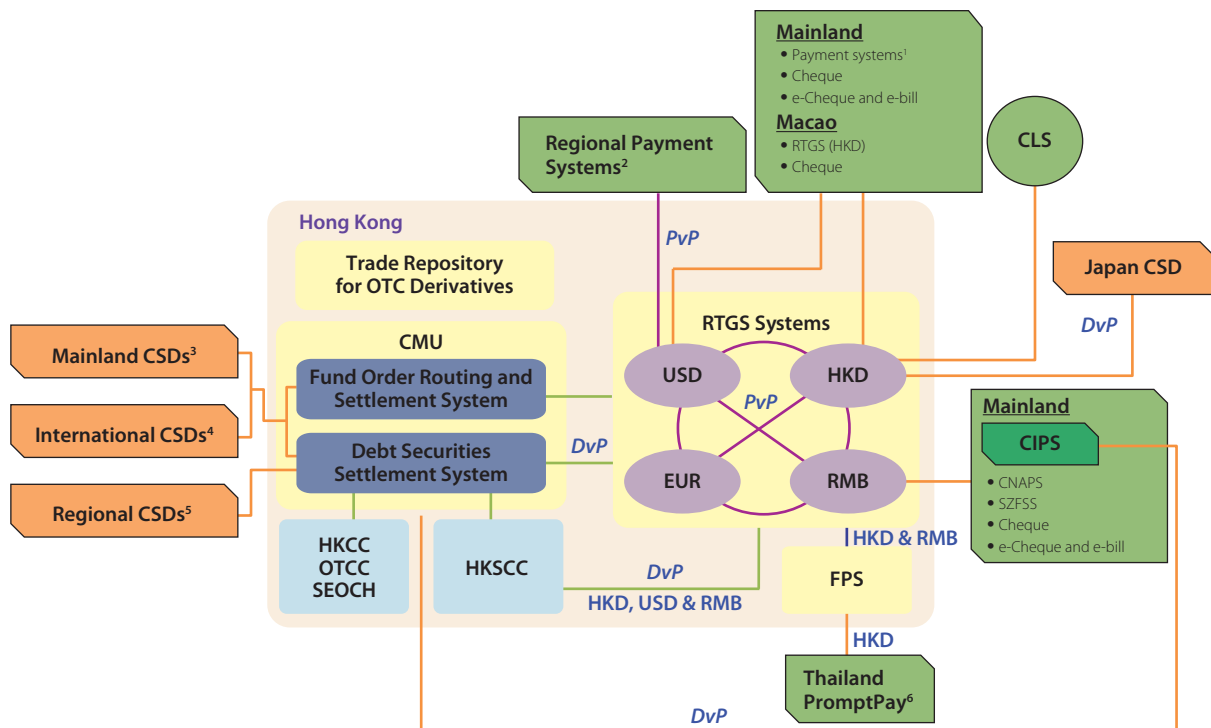 Mainland
• Payment systems¹
• Cheque
• e-Cheque and e-bill
Macao
• RTGS (HKD)
• Cheque
CLS
Regional Payment
Systems²
Hong Kong
PvP
Trade Repository
for OTC Derivatives
Japan CSD
DvP
RTGS Systems
CMU
Mainland CSDs³
Fund Order Routing and
Settlement System
USD
HKD
PvP
International CSDs⁴
Debt Securities
Settlement System
DvP
EUR
RMB
Mainland
CIPS
• CNAPS
• SZFSS
• Cheque
• e-Cheque and e-bill
Regional CSDs⁵
HKCC
OTCC
SEOCH
HKSCC
DvP
HKD, USD & RMB
HKD & RMB
FPS
HKD
Thailand
PromptPay⁶
DvP